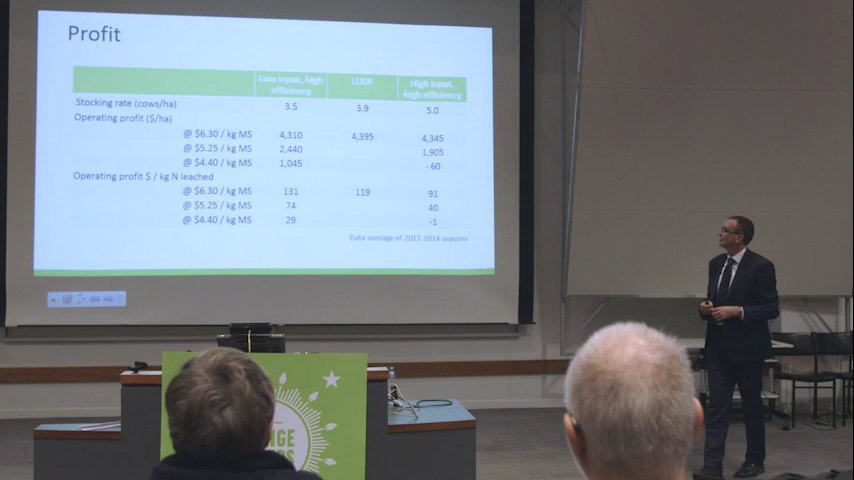 Profit
Low input, high efficiency LUDF High input, high efficiency
Stocking rate (cows/ha) 3.5 3.9 5.0
Operating profit ($/ha)
@ $6.30 / kg MS 4,310 4,395 4,345
@ $5.25 / kg MS 2,440 1,905
@ $4.40 / kg MS 1,045 - 60
Operating profit $ / kg N leached
@ $6.30 / kg MS 131 119 91
@ $5.25 / kg MS 74 40
@ $4.40 / kg MS 29 -1
Data average of 2011-2014 seasons